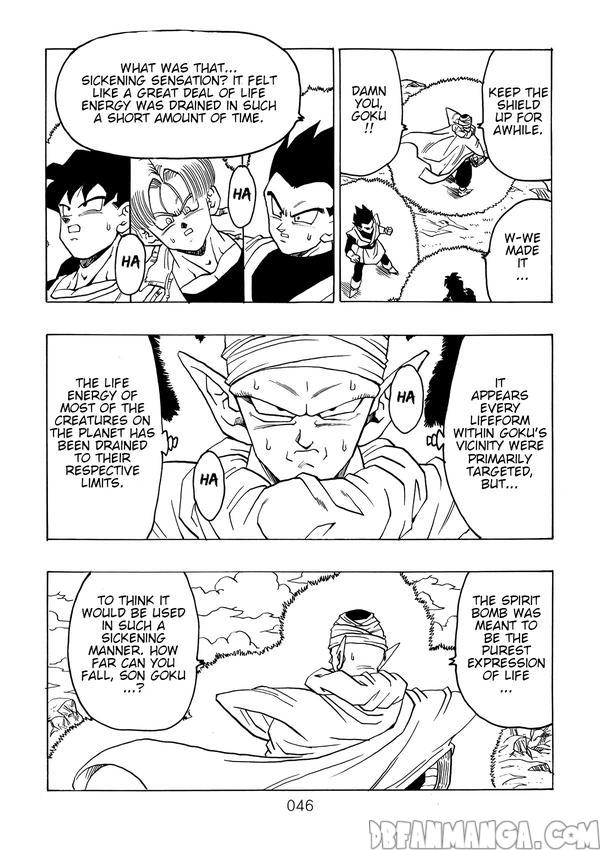 KEEP THE
SHIELD
UP FOR
AWHILE.
DAMN
YOU,
GOKU
!!
W-WE
MADE
IT
...
WHAT WAS THAT...
SICKENING SENSATION? IT FELT
LIKE A GREAT DEAL OF LIFE
ENERGY WAS DRAINED IN SUCH
A SHORT AMOUNT OF TIME.
HA
HA
IT
APPEARS
EVERY
LIFEFORM
WITHIN GOKU'S
VICINITY WERE
PRIMARILY
TARGETED,
BUT...
HA
HA
THE LIFE
ENERGY OF
MOST OF THE
CREATURES ON
THE PLANET HAS
BEEN DRAINED
TO THEIR
RESPECTIVE
LIMITS.
THE SPIRIT
BOMB WAS
MEANT TO
BE THE
PUREST
EXPRESSION
OF LIFE
...
TO THINK IT
WOULD BE USED
IN SUCH A
SICKENING
MANNER. HOW
FAR CAN YOU
FALL, SON GOKU
...?
046
DBFANMANGA.COM